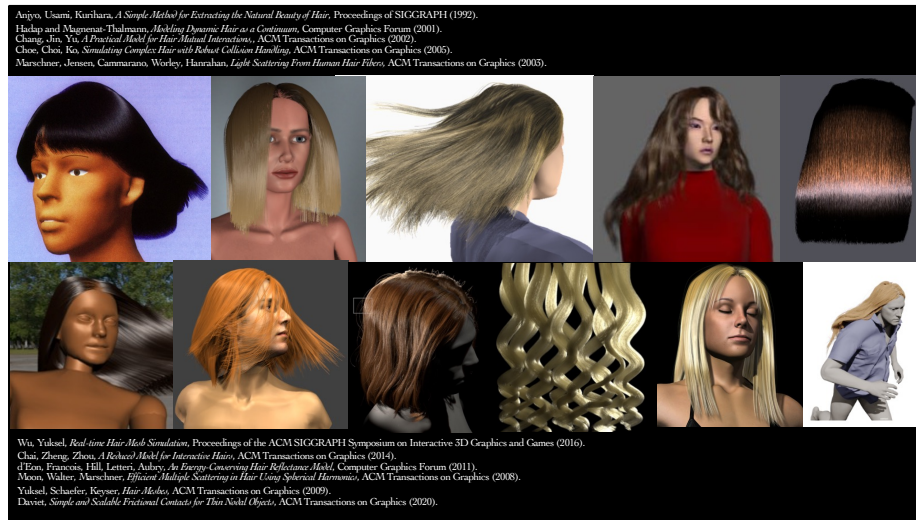 Anjyo, Usami, Kurihara, A Simple Method for Extracting the Natural Beauty of Hair, Proceedings of SIGGRAPH (1992).
Hadap and Magnenat-Thalmann, Modeling Dynamic Hair as a Continuum, Computer Graphics Forum (2001).
Chang, Jin, Yu, A Practical Model for Hair Mutual Interactions,, ACM Transactions on Graphics (2002).
Choe, Choi, Ko, Simulating Complex Hair with Robust Collision Handling, ACM Transactions on Graphics (2005).
Marschner, Jensen, Cammarano, Worley, Hanrahan, Light Scattering From Human Hair Fibers, ACM Transactions on Graphics (2003).
Wu, Yuksel, Real-time Hair Mesh Simulation, Proceedings of the ACM SIGGRAPH Symposium on Interactive 3D Graphics and Games (2016).
Chai, Zheng, Zhou, A Reduced Model for Interactive Hairs, ACM Transactions on Graphics (2014).
d'Eon, Francois, Hill, Letteri, Aubry, An Energy-Conserving Hair Reflectance Model, Computer Graphics Forum (2011).
Moon, Walter, Marschner, Efficient Multiple Scattering in Hair Using Spherical Harmonics, ACM Transactions on Graphics (2008).
Yuksel, Schaefer, Keyser, Hair Meshes, ACM Transactions on Graphics (2009).
Daviet, Simple and Scalable Frictional Contacts for Thin Nodal Objects, ACM Transactions on Graphics (2020).